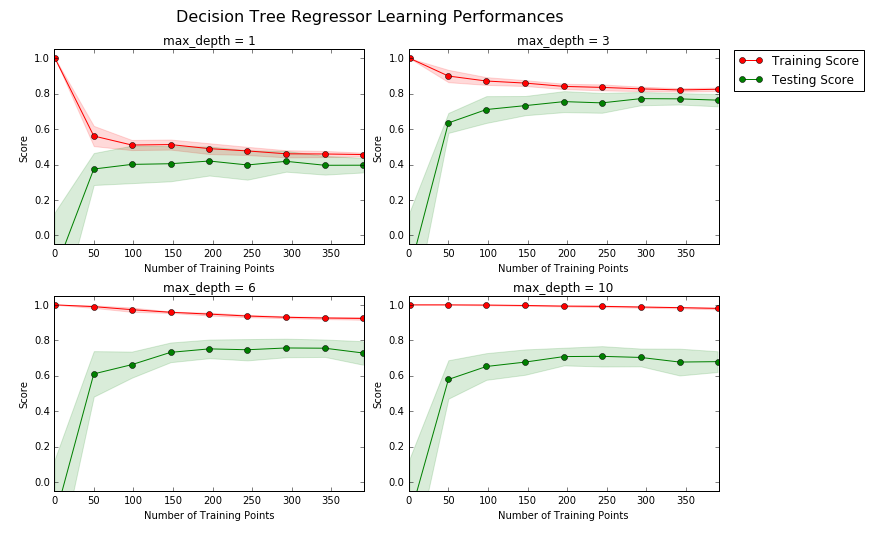 Decision Tree Regressor Learning Performances
max_depth = 1
1.0
0.8
0.6
0.4
0.2
0.0
Score
0 50 100 150 200 250 300 350
Number of Training Points
max_depth = 3
1.0
0.8
0.6
0.4
0.2
0.0
Score
0 50 100 150 200 250 300 350
Number of Training Points
Training Score
Testing Score
max_depth = 6
1.0
0.8
0.6
0.4
0.2
0.0
Score
0 50 100 150 200 250 300 350
Number of Training Points
max_depth = 10
1.0
0.8
0.6
0.4
0.2
0.0
Score
0 50 100 150 200 250 300 350
Number of Training Points